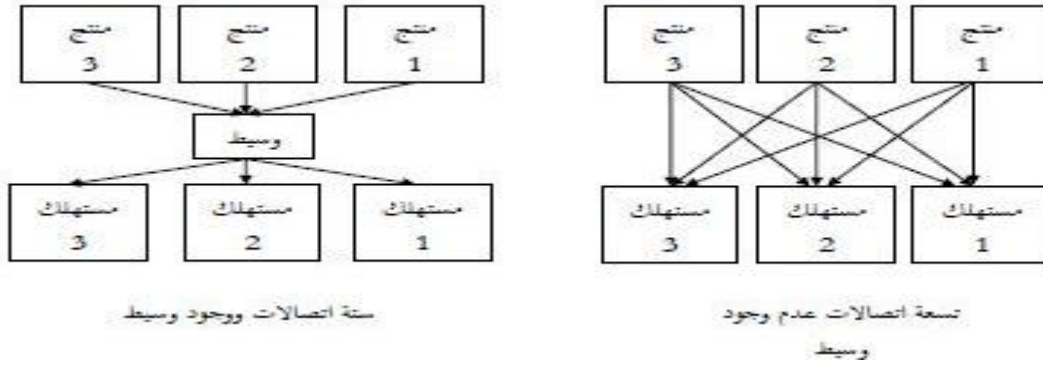 منتج
1
منتج
2
منتج
3
مستهلك
1
مستهلك
2
مستهلك
3
تسعة اتصالات عدم وجود
وسيط
منتج
1
منتج
2
منتج
3
وسيط
مستهلك
1
مستهلك
2
مستهلك
3
ستة اتصالات ووجود وسيط